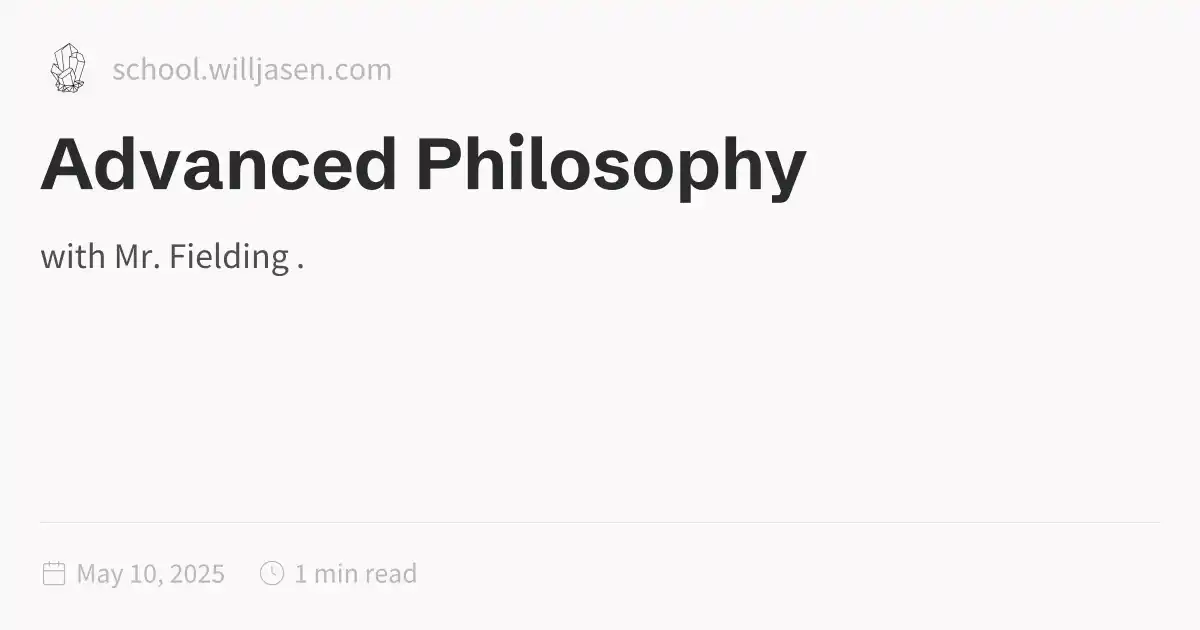 school.willjasen.com
Advanced Philosophy
with Mr. Fielding .
May 10, 2025 1 min read